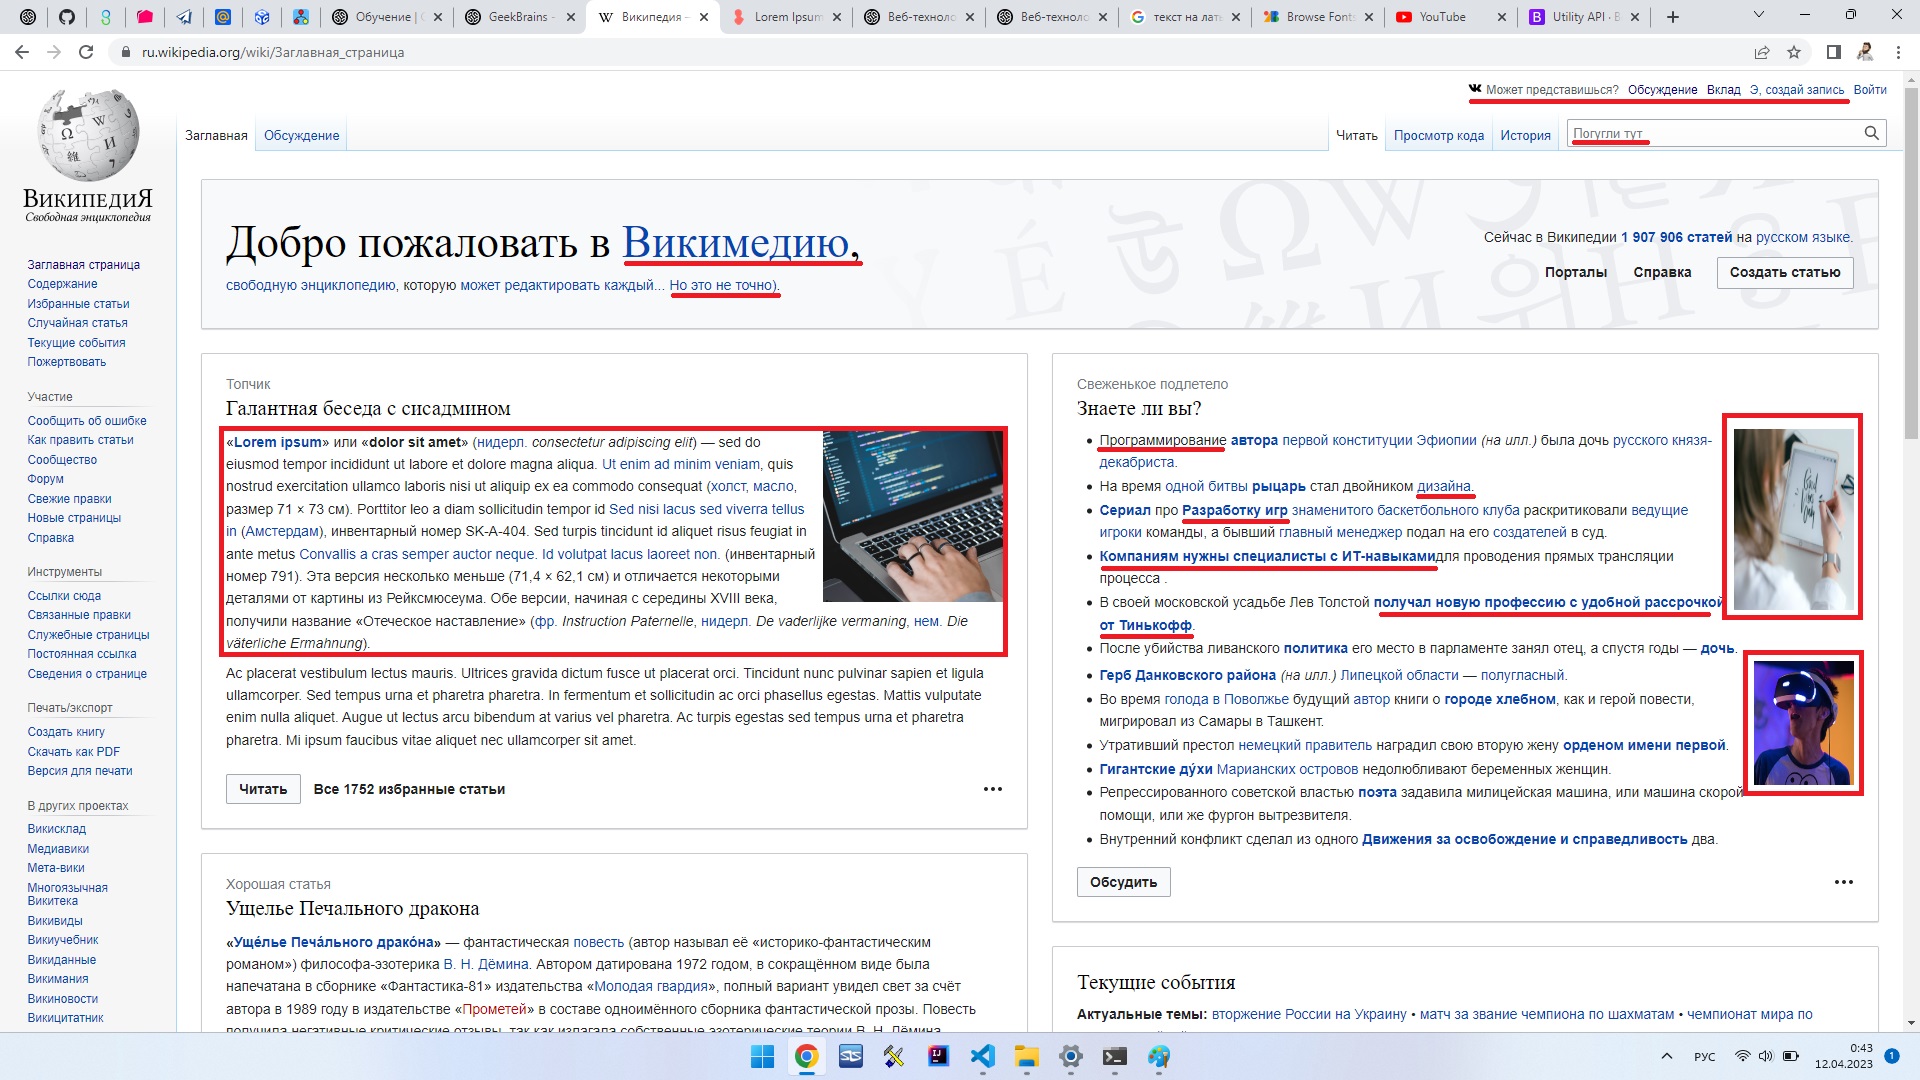 Обучение | G
GeekBrains -
Википедия –
Lorem Ipsum
Веб-техноло
Веб-техноло
текст на лат
Browse Fonts
YouTube
Utility API · B
ru.wikipedia.org/wiki/Заглавная_страница
Может представишься? Обсуждение Вклад Э, создай запись Войти
Заглавная Обсуждение
Читать Просмотр кода История Погугли тут
ВикипедиЯ
Свободная энциклопедия
Заглавная страница
Содержание
Избранные статьи
Случайная статья
Текущие события
Пожертвовать
Участие
Сообщить об ошибке
Как править статьи
Сообщество
Форум
Свежие правки
Новые страницы
Справка
Инструменты
Ссылки сюда
Связанные правки
Служебные страницы
Постоянная ссылка
Сведения о странице
Печать/экспорт
Создать книгу
Скачать как PDF
Версия для печати
В других проектах
Викисклад
Медиавики
Мета-вики
Многоязычная
Викитека
Викивиды
Викиучебник
Викиданные
Викимания
Викиновости
Викицитатник
Добро пожаловать в Викимедию,
свободную энциклопедию, которую может редактировать каждый... Но это не точно).
Сейчас в Википедии 1 907 906 статей на русском языке.
Порталы Справка Создать статью
Топчик
Галантная беседа с сисадмином
«Lorem ipsum» или «dolor sit amet» (нидерл. consectetur adipiscing elit) — sed do
eiusmod tempor incididunt ut labore et dolore magna aliqua. Ut enim ad minim veniam, quis
nostrud exercitation ullamco laboris nisi ut aliquip ex ea commodo consequat (холст, масло,
размер 71 × 73 см). Porttitor leo a diam sollicitudin tempor id Sed nisi lacus sed viverra tellus
in (Амстердам), инвентарный номер SK-A-404. Sed turpis tincidunt id aliquet risus feugiat in
ante metus Convallis a cras semper auctor neque. Id volutpat lacus laoreet non. (инвентарный
номер 791). Эта версия несколько меньше (71,4 × 62,1 см) и отличается некоторыми
деталями от картины из Рейксмюсеума. Обе версии, начиная с середины XVIII века,
получили название «Отеческое наставление» (фр. Instruction Paternelle, нидерл. De vaderlijke vermaning, нем. Die
väterliche Ermahnung).
Ac placerat vestibulum lectus mauris. Ultrices gravida dictum fusce ut placerat orci. Tincidunt nunc pulvinar sapien et ligula
ullamcorper. Sed tempus urna et pharetra pharetra. In fermentum et sollicitudin ac orci phasellus egestas. Mattis vulputate
enim nulla aliquet. Augue ut lectus arcu bibendum at varius vel pharetra. Ac turpis egestas sed tempus urna et pharetra
pharetra. Mi ipsum faucibus vitae aliquet nec ullamcorper sit amet.
Читать Все 1752 избранные статьи
Хорошая статья
Ущелье Печального дракона
«Уще́лье Печа́льного драко́на» — фантастическая повесть (автор называл её «историко-фантастическим
романом») философа-эзотерика В. Н. Дёмина. Автором датирована 1972 годом, в сокращённом виде была
напечатана в сборнике «Фантастика-81» издательства «Молодая гвардия», полный вариант увидел свет за счёт
автора в 1989 году в издательстве «Прометей» в составе одноимённого сборника фантастической прозы. Повесть
получила негативные критические отзывы, так как излагала собственные эзотерические теории В. Н. Дёмина
Свеженькое подлетело
Знаете ли вы?
Программирование автора первой конституции Эфиопии (на илл.) была дочь русского князя-
декабриста.
На время одной битвы рыцарь стал двойником дизайна.
Сериал про Разработку игр знаменитого баскетбольного клуба раскритиковали ведущие
игроки команды, а бывший главный менеджер подал на его создателей в суд.
Компаниям нужны специалисты с ИТ-навыкамидля проводения прямых трансляции
процесса .
В своей московской усадьбе Лев Толстой получал новую профессию с удобной рассрочкой
от Тинькофф.
После убийства ливанского политика его место в парламенте занял отец, а спустя годы — дочь.
Герб Данковского района (на илл.) Липецкой области — полугласный.
Во время голода в Поволжье будущий автор книги о городе хлебном, как и герой повести,
мигрировал из Самары в Ташкент.
Утративший престол немецкий правитель наградил свою вторую жену орденом имени первой.
Гигантские ду́хи Марианских островов недолюбливают беременных женщин.
Репрессированного советской властью поэта задавила милицейская машина, или машина скорой
помощи, или же фургон вытрезвителя.
Внутренний конфликт сделал из одного Движения за освобождение и справедливость два.
Обсудить
Текущие события
Актуальные темы: вторжение России на Украину • матч за звание чемпиона по шахматам • чемпионат мира по
РУС
0:43
12.04.2023
1